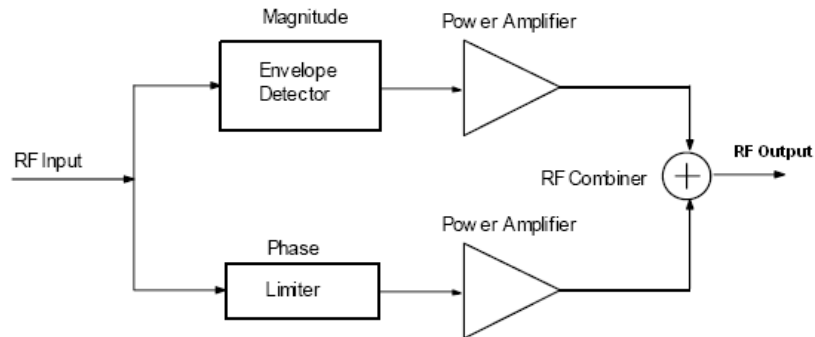 Magnitude
Power Amplifier
Envelope
Detector
RF Input
RF Output
RF Combiner
Power Amplifier
Phase
Limiter